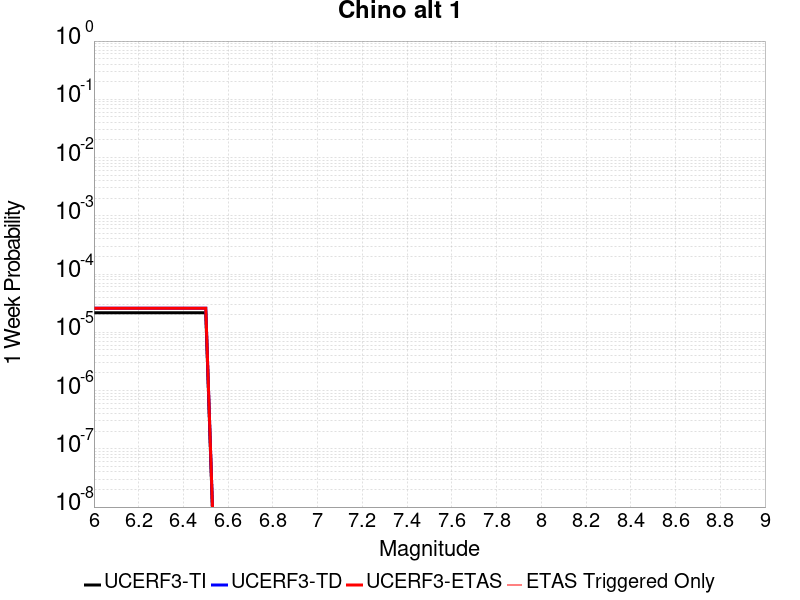 Chino alt 1
1 Week Probability
10^0
10^-1
10^-2
10^-3
10^-4
10^-5
10^-6
10^-7
10^-8
6 6.2 6.4 6.6 6.8 7 7.2 7.4 7.6 7.8 8 8.2 8.4 8.6 8.8 9
Magnitude
UCERF3-TI UCERF3-TD UCERF3-ETAS ETAS Triggered Only